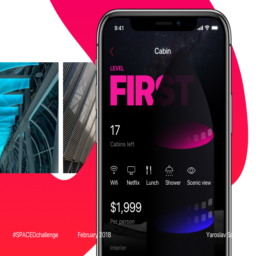 9:41
Cabin
LEVEL
FIRST
17
Cabins left
Wifi Netflix Lunch Shower Scenic view
$1,999
Per person
#SPACEDchallenge February 2018 Yaroslav
interior